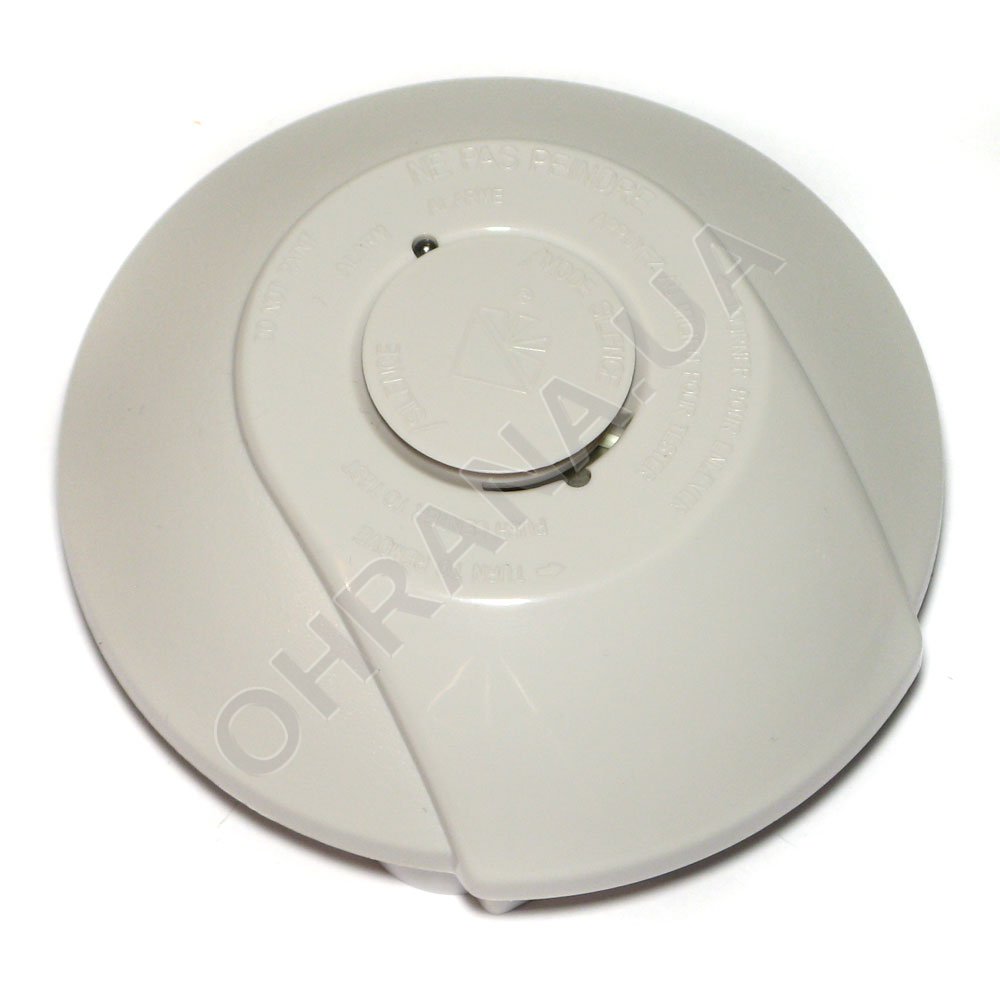 NE PAS PEINDRE
ALARME
ALARM
DO NOT PAINT
APPUYEZ POUR TESTER
TOURNER POUR ENLEVER
/MODE SILENCE
/SILENCE
PUSH TO TEST
TURN TO REMOVE
OHRANA.UA